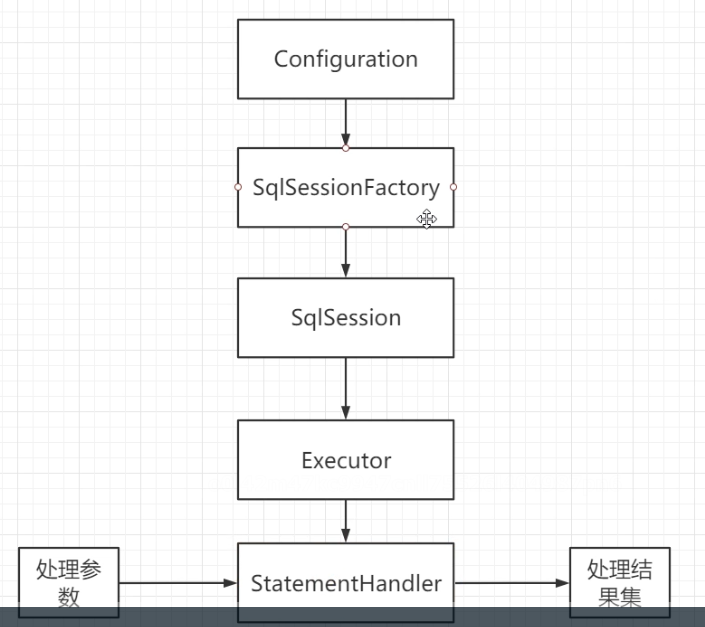 Configuration
SqlSessionFactory
SqlSession
Executor
处理参
数
StatementHandler
处理结
果集